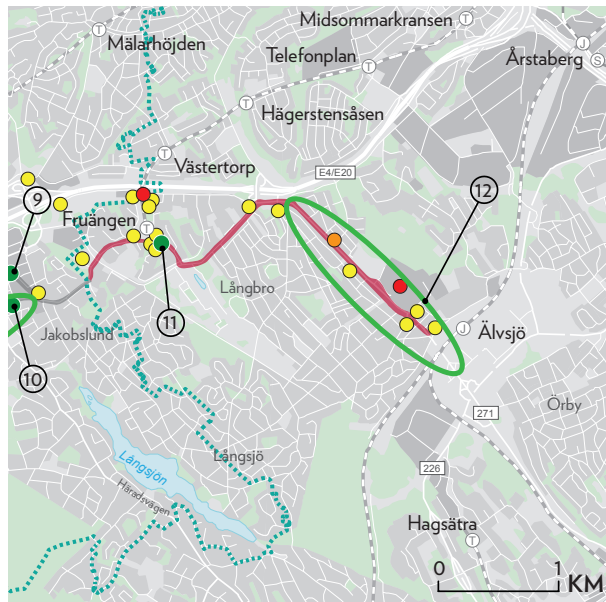 Midsommarkransen T
T
Mälarhöjden
Telefonplan T
Årstaberg J
S
T
Hägerstensåsen
T Västertorp
E4/E20
12
9
Fruängen T
Långbro
11
J Älvsjö
Jakobslund
10
Örby
271
Långsjön
Långsjö
226
Häradsvägen
Hagsätra
T
0 1
KM